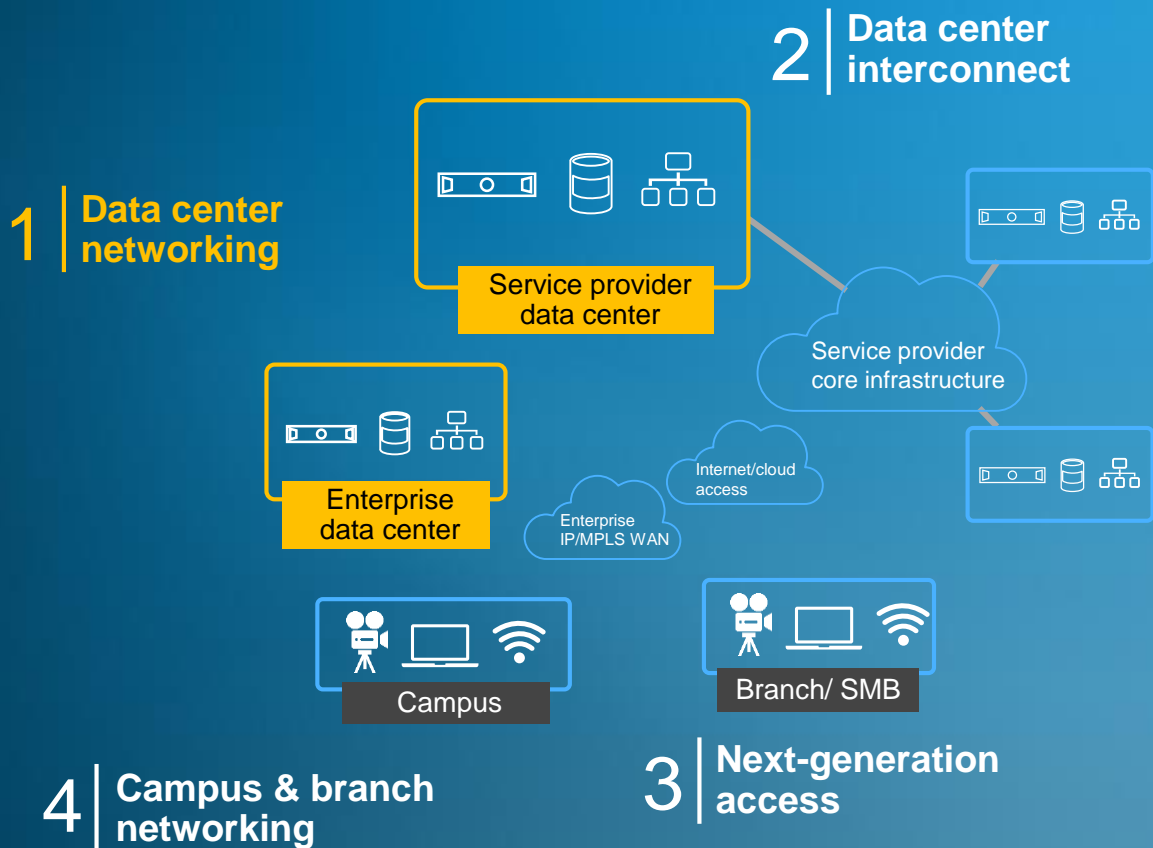 2
Data center
interconnect
1
Data center
networking
Service provider
data center
Service provider
core infrastructure
Enterprise
data center
Internet/cloud
access
Enterprise
IP/MPLS WAN
Campus
Branch/ SMB
4
Campus & branch
networking
3
Next-generation
access